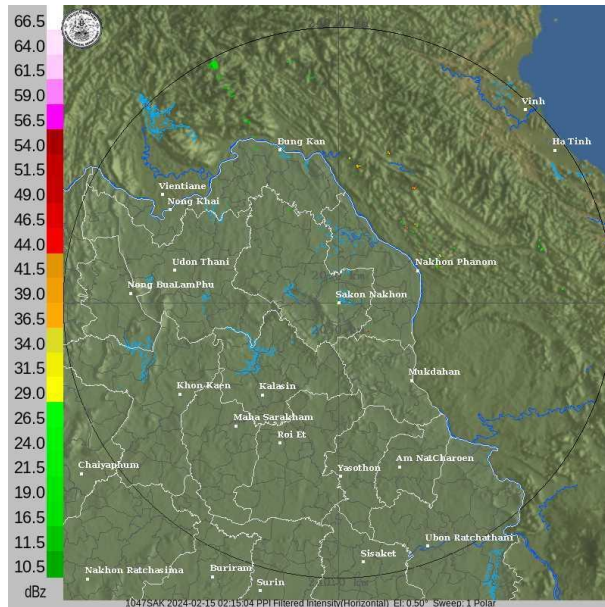 66.5
64.0
61.5
59.0
56.5
54.0
51.5
49.0
46.5
44.0
41.5
39.0
36.5
34.0
31.5
29.0
26.5
24.0
21.5
19.0
16.5
11.5
10.5
dBz
Vinh
Ha Tinh
Bung Kan
Vientiane
Nong Khai
Udon Thani
Nakhon Phanom
Nong BuaLamPhu
Sakon Nakhon
Mukdahan
Khon Kaen
Kalasin
Maha Sarakham
Roi Et
Chaiyaphum
Yasothon
Am NatCharoen
Ubon Ratchathani
Sisaket
Nakhon Ratchasima
Buriram
Surin
1047SAK 2024-02-15 02:15:04 PPI Filtered Intensity(Horizontal) El: 0.50° Sweep: 1 Polar